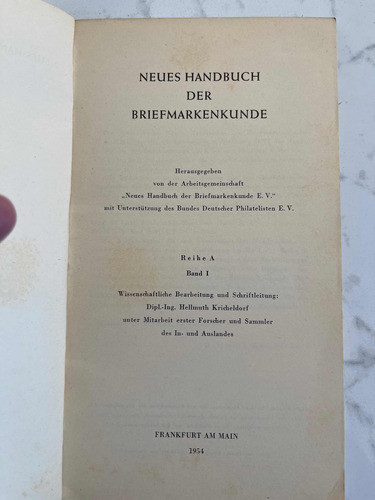 NEUES HANDBUCH
DER
BRIEFMARKENKUNDE
Herausgegeben
von der Arbeitsgemeinschaft
„Neues Handbuch der Briefmarkenkunde E. V."
mit Unterstützung des Bundes Deutscher Philatelisten E. V.
Reihe A
Band I
Wissenschaftliche Bearbeitung und Schriftleitung:
Dipl.-Ing. Hellmuth Kricheldorf
unter Mitarbeit erster Forscher und Sammler
des In- und Auslandes
FRANKFURT AM MAIN
1954